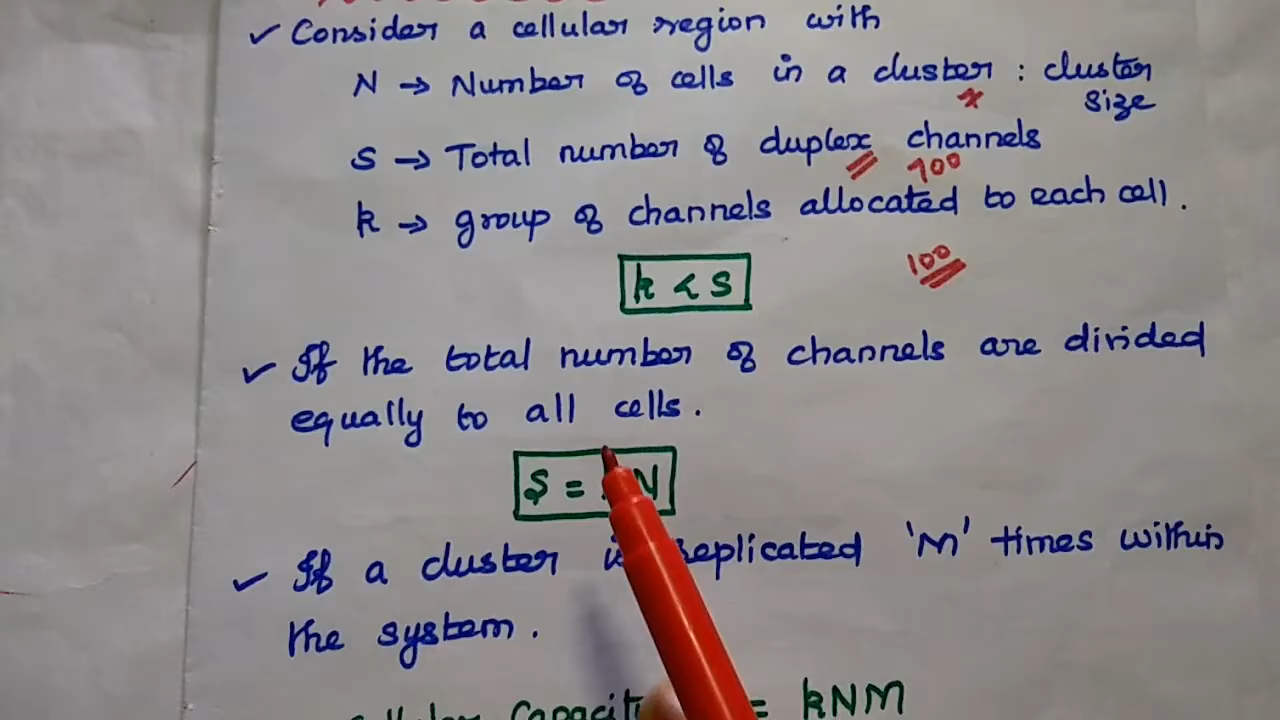 ✓ Consider a cellular region with
N → Number of cells in a cluster : cluster size
x
S → Total number of duplex channels
700
k → group of channels allocated to each cell.
100
k < S
✓ If the total number of channels are divided
equally to all cells.
S = N
✓ If a cluster replicated 'M' times within
the system.
= kNM